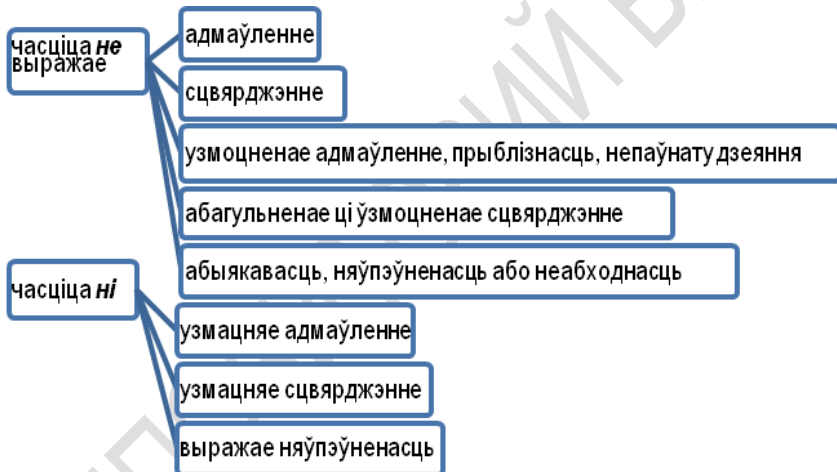 часціца не
выражае
адмаўленне
сцвярджэнне
узмоцненае адмаўленне, прыблізнасць, непаўнату дзеяння
абагульненае ці ўзмоцненае сцвярджэнне
абыякавасць, няўпэўненасць або неабходнасць
часціца ні
узмацняе адмаўленне
узмацняе сцвярджэнне
выражае няўпэўненасць